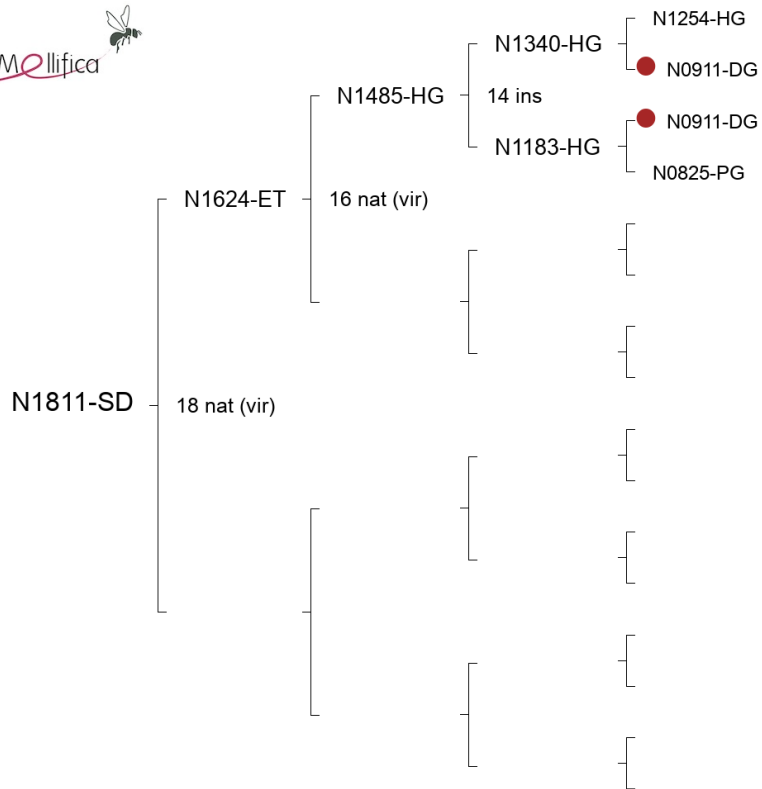 Mellifica
N1254-HG
N1340-HG
N0911-DG
N1485-HG
14 ins
N0911-DG
N1183-HG
N0825-PG
N1624-ET
16 nat (vir)
N1811-SD
18 nat (vir)